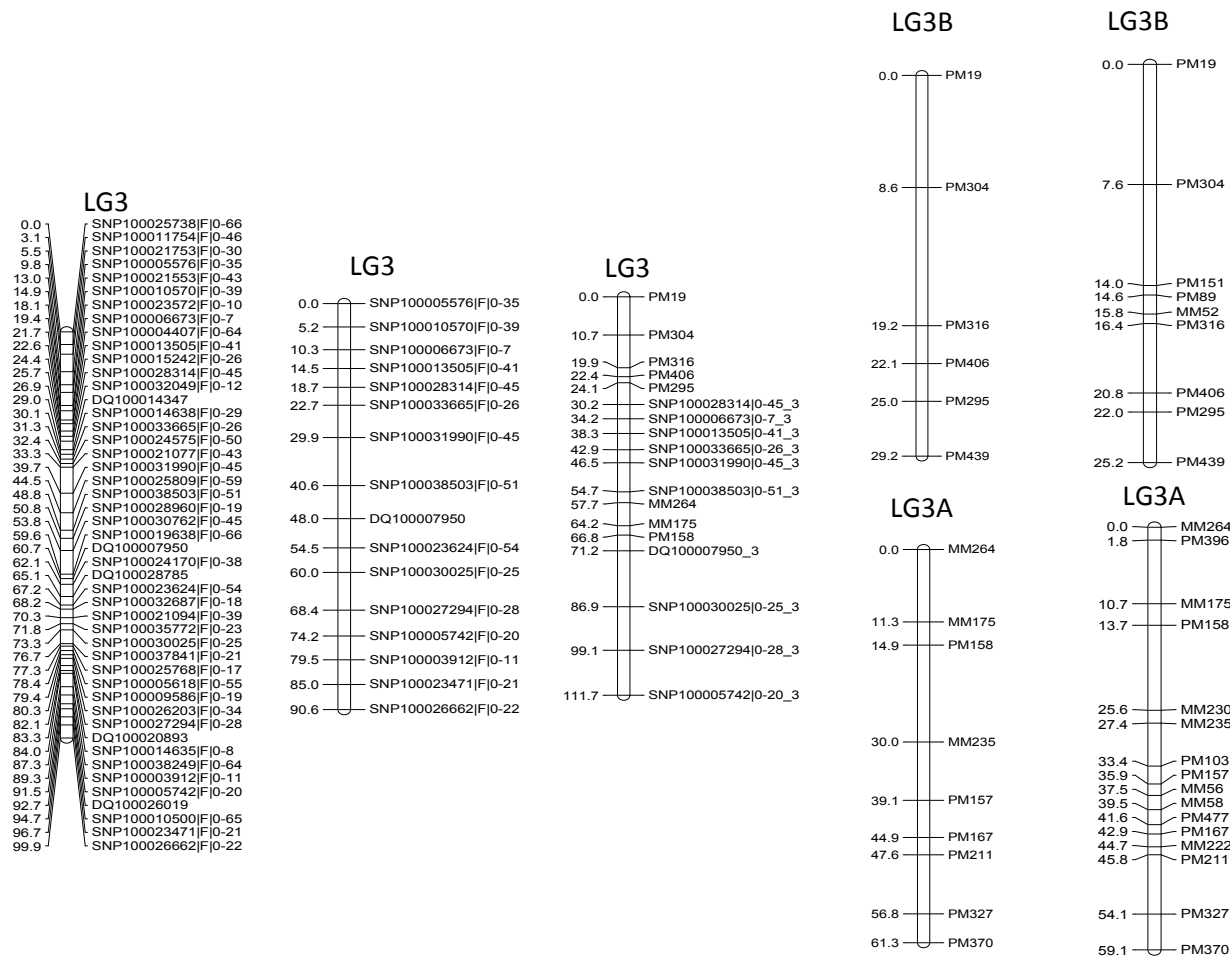 LG3
0.0 SNP100025738|F|0-66
3.1 SNP100011754|F|0-46
5.5 SNP100021753|F|0-30
9.8 SNP100005576|F|0-35
13.0 SNP100021553|F|0-43
14.9 SNP100010570|F|0-39
18.1 SNP100023572|F|0-10
19.4 SNP100006673|F|0-7
21.7 SNP100004407|F|0-64
22.6 SNP100013505|F|0-41
24.4 SNP100015242|F|0-26
25.7 SNP100028314|F|0-45
26.9 SNP100032049|F|0-12
29.0 DQ100014347
30.1 SNP100014638|F|0-29
31.3 SNP100033665|F|0-26
32.4 SNP100024575|F|0-50
33.3 SNP100021077|F|0-43
39.7 SNP100031990|F|0-45
44.5 SNP100025809|F|0-59
48.8 SNP100038503|F|0-51
50.8 SNP100028960|F|0-19
53.8 SNP100030762|F|0-45
59.6 SNP100019638|F|0-66
60.7 DQ100007950
62.1 SNP100024170|F|0-38
65.1 DQ100028785
67.2 SNP100023624|F|0-54
68.2 SNP100032687|F|0-18
70.3 SNP100021094|F|0-39
71.8 SNP100035772|F|0-23
73.3 SNP100030025|F|0-25
76.7 SNP100037841|F|0-21
77.3 SNP100025768|F|0-17
78.4 SNP100005618|F|0-55
79.4 SNP100009586|F|0-19
80.3 SNP100026203|F|0-34
82.1 SNP100027294|F|0-28
83.3 DQ100020893
84.0 SNP100014635|F|0-8
87.3 SNP100038249|F|0-64
89.3 SNP100003912|F|0-11
91.5 SNP100005742|F|0-20
92.7 DQ100026019
94.7 SNP100010500|F|0-65
96.7 SNP100023471|F|0-21
99.9 SNP100026662|F|0-22
LG3
0.0 SNP100005576|F|0-35
5.2 SNP100010570|F|0-39
10.3 SNP100006673|F|0-7
14.5 SNP100013505|F|0-41
18.7 SNP100028314|F|0-45
22.7 SNP100033665|F|0-26
29.9 SNP100031990|F|0-45
40.6 SNP100038503|F|0-51
48.0 DQ100007950
54.5 SNP100023624|F|0-54
60.0 SNP100030025|F|0-25
68.4 SNP100027294|F|0-28
74.2 SNP100005742|F|0-20
79.5 SNP100003912|F|0-11
85.0 SNP100023471|F|0-21
90.6 SNP100026662|F|0-22
LG3
0.0 PM19
10.7 PM304
19.9 PM316
22.4 PM406
24.1 PM295
30.2 SNP100028314|0-45_3
34.2 SNP100006673|0-7_3
38.3 SNP100013505|0-41_3
42.9 SNP100033665|0-26_3
46.5 SNP100031990|0-45_3
54.7 SNP100038503|0-51_3
57.7 MM264
64.2 MM175
66.8 PM158
71.2 DQ100007950_3
86.9 SNP100030025|0-25_3
99.1 SNP100027294|0-28_3
111.7 SNP100005742|0-20_3
LG3B
0.0 PM19
8.6 PM304
19.2 PM316
22.1 PM406
25.0 PM295
29.2 PM439
LG3A
0.0 MM264
11.3 MM175
14.9 PM158
30.0 MM235
39.1 PM157
44.9 PM167
47.6 PM211
56.8 PM327
61.3 PM370
LG3B
0.0 PM19
7.6 PM304
14.0 PM151
14.6 PM89
15.8 MM52
16.4 PM316
20.8 PM406
22.0 PM295
25.2 PM439
LG3A
0.0 MM264
1.8 PM396
10.7 MM175
13.7 PM158
25.6 MM230
27.4 MM235
33.4 PM103
35.9 PM157
37.5 MM56
39.5 MM58
41.6 PM477
42.9 PM167
44.7 MM222
45.8 PM211
54.1 PM327
59.1 PM370